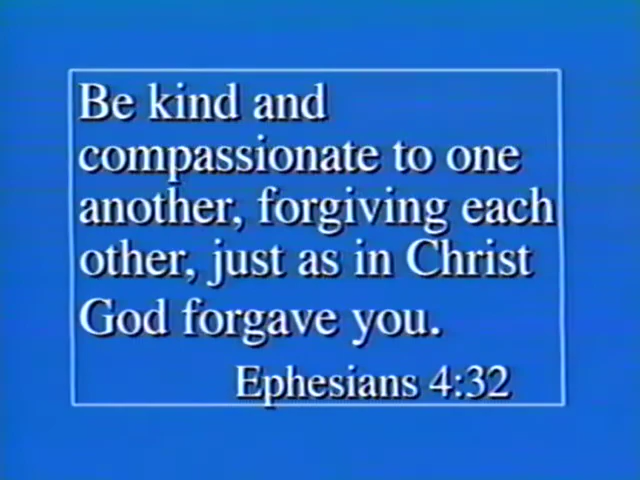 Be kind and
compassionate to one
another, forgiving each
other, just as in Christ
God forgave you.
Ephesians 4:32